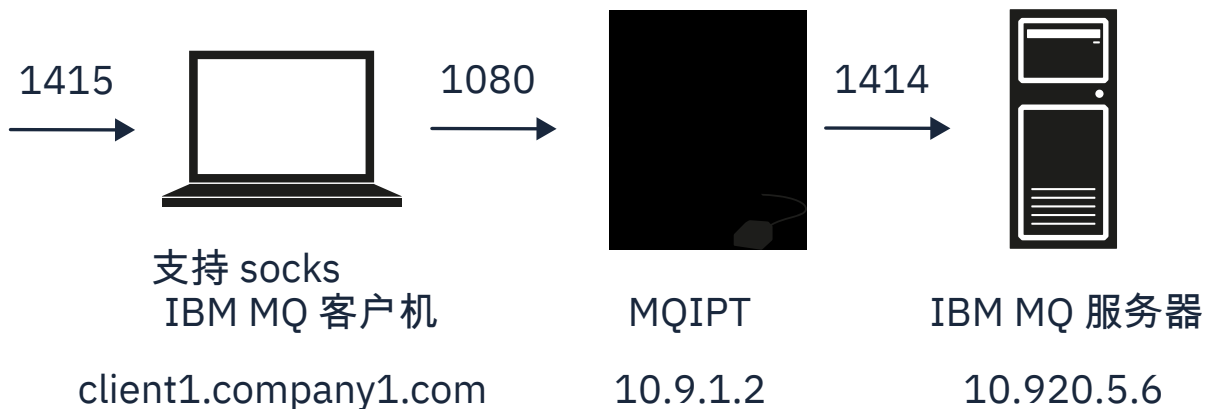 1415
1080
1414
支持 socks
IBM MQ 客户机
MQIPT
IBM MQ 服务器
client1.company1.com
10.9.1.2
10.920.5.6